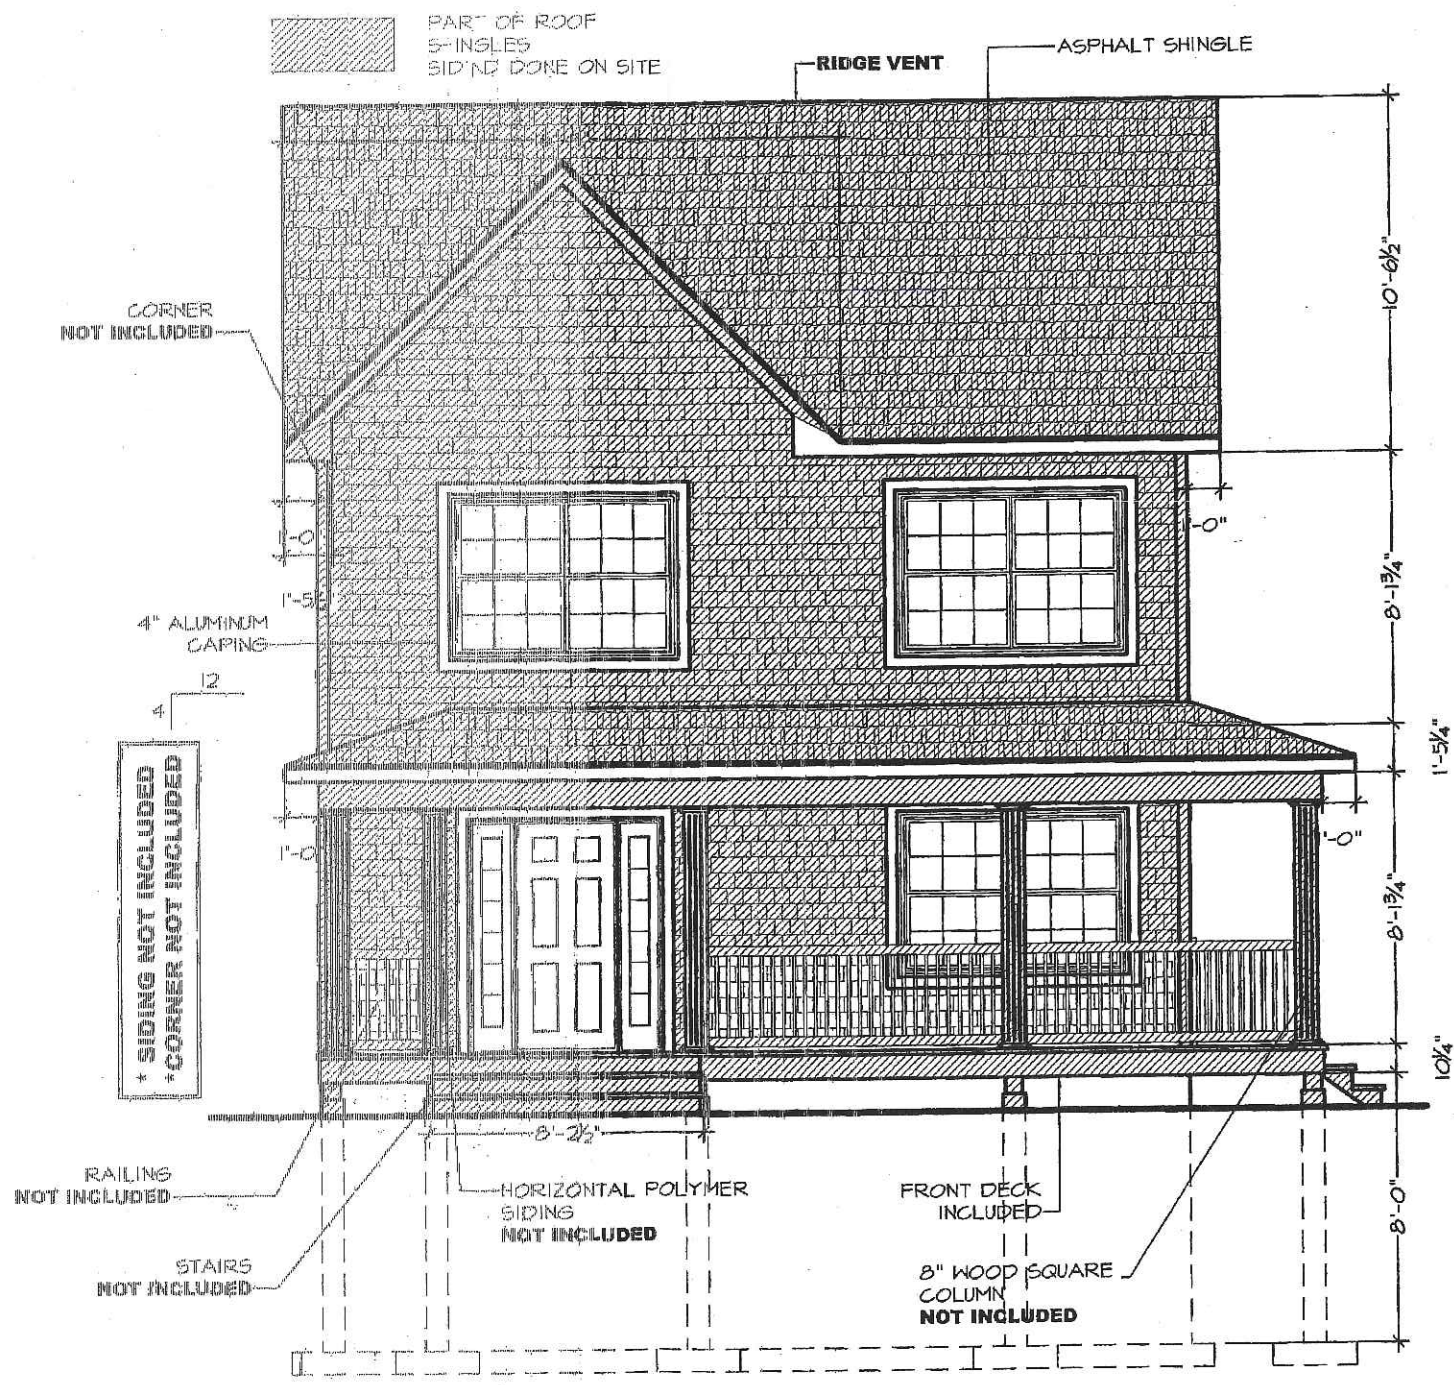 PART OF ROOF
SHINGLES
SIDING DONE ON SITE
RIDGE VENT
ASPHALT SHINGLE
10'-6½"
CORNER
NOT INCLUDED
1'-0"
1'-0
8'-1¾"
1'-5
4" ALUMINUM
CAPING
12
4
1'-5¼"
* SIDING NOT INCLUDED
*CORNER NOT INCLUDED
1'-0
1'-0"
8'-1¾"
10¼"
8'-2½"
RAILING
NOT INCLUDED
HORIZONTAL POLYMER
SIDING
NOT INCLUDED
FRONT DECK
INCLUDED
8'-0"
STAIRS
NOT INCLUDED
8" WOOD SQUARE
COLUMN
NOT INCLUDED